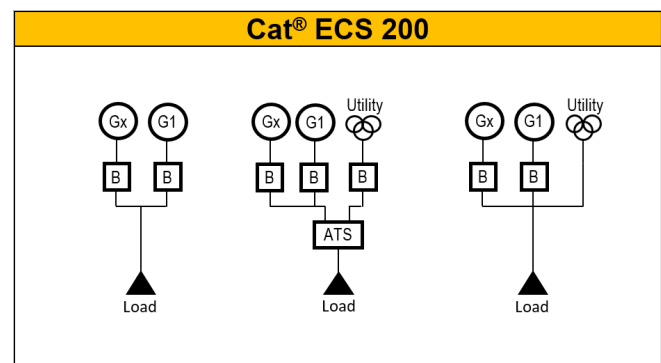 Cat® ECS 200
Gx G1
B B
Load
Utility
Gx G1
B B B
ATS
Load
Utility
Gx G1
B B
Load